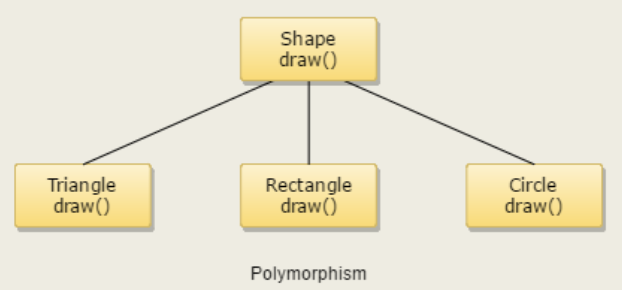 Shape
draw()
Triangle
draw()
Rectangle
draw()
Circle
draw()
Polymorphism